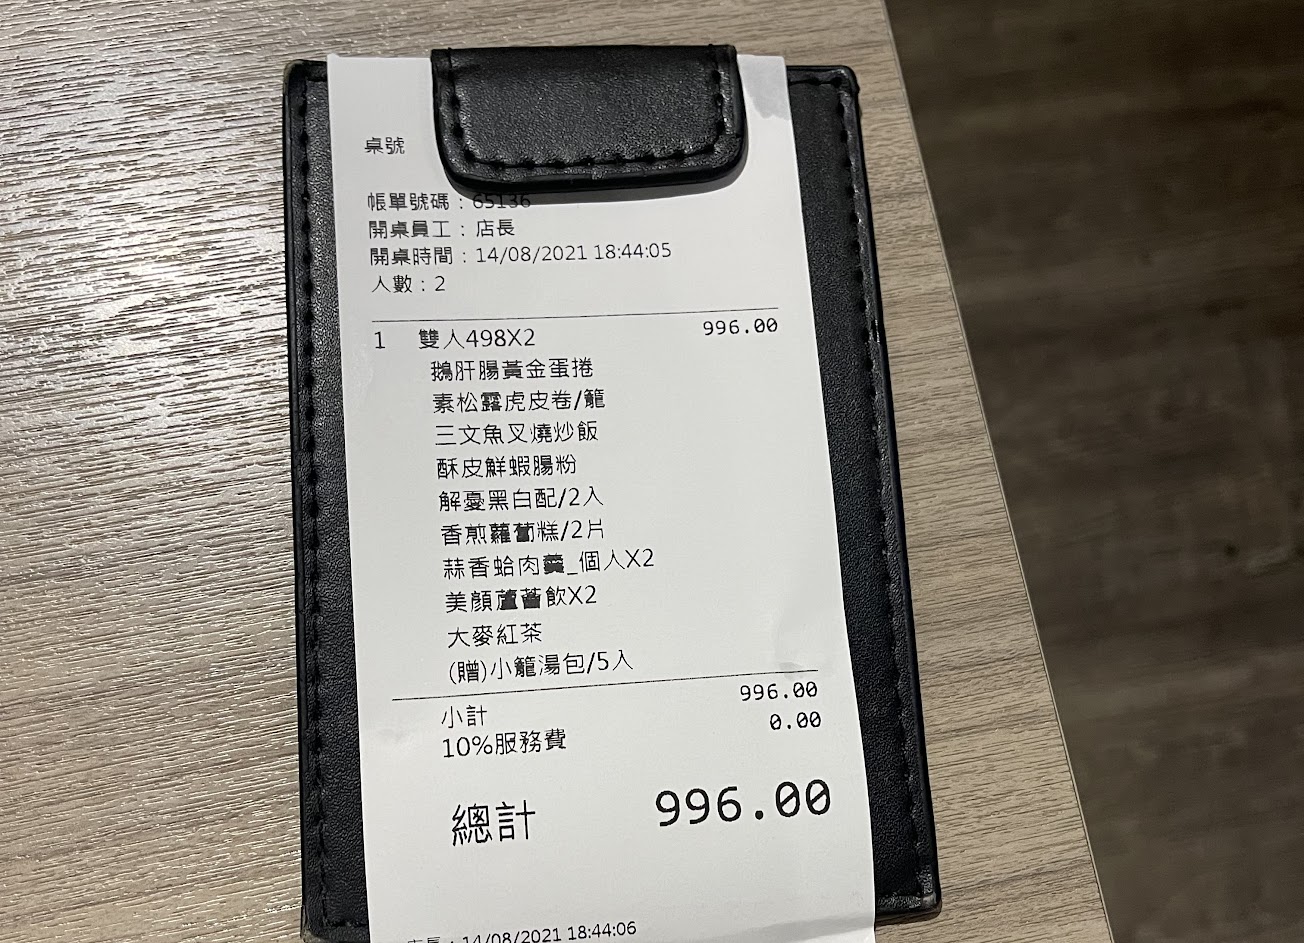 桌號
帳單號碼：65136
開桌員工：店長
開桌時間：14/08/2021 18:44:05
人數：2
1 雙人498X2 996.00
鵝肝腸黃金蛋捲
素松露虎皮卷/籠
三文魚叉燒炒飯
酥皮鮮蝦腸粉
解憂黑白配/2入
香煎蘿蔔糕/2片
蒜香蛤肉羹_個人X2
美顏蘆薈飲X2
大麥紅茶
(贈)小籠湯包/5入
小計 996.00
10%服務費 0.00
總計 996.00
店長：14/08/2021 18:44:06